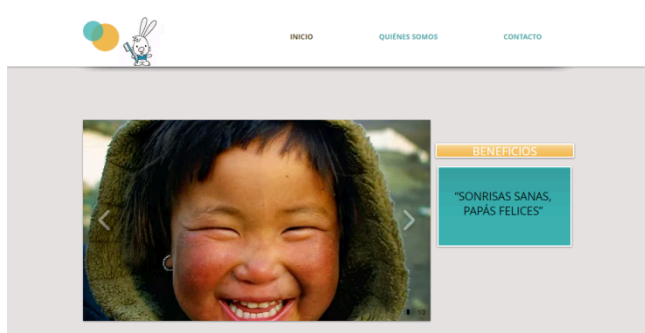 INICIO
QUIÉNES SOMOS
CONTACTO
BENEFICIOS
“SONRISAS SANAS,
PAPÁS FELICES”